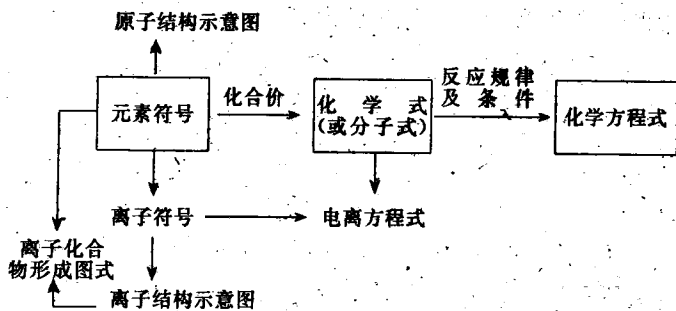 原子结构示意图
元素符号
化合价
化学式
(或分子式)
反应规律
及条件
化学方程式
离子符号
电离方程式
离子化合
物形成图式
离子结构示意图